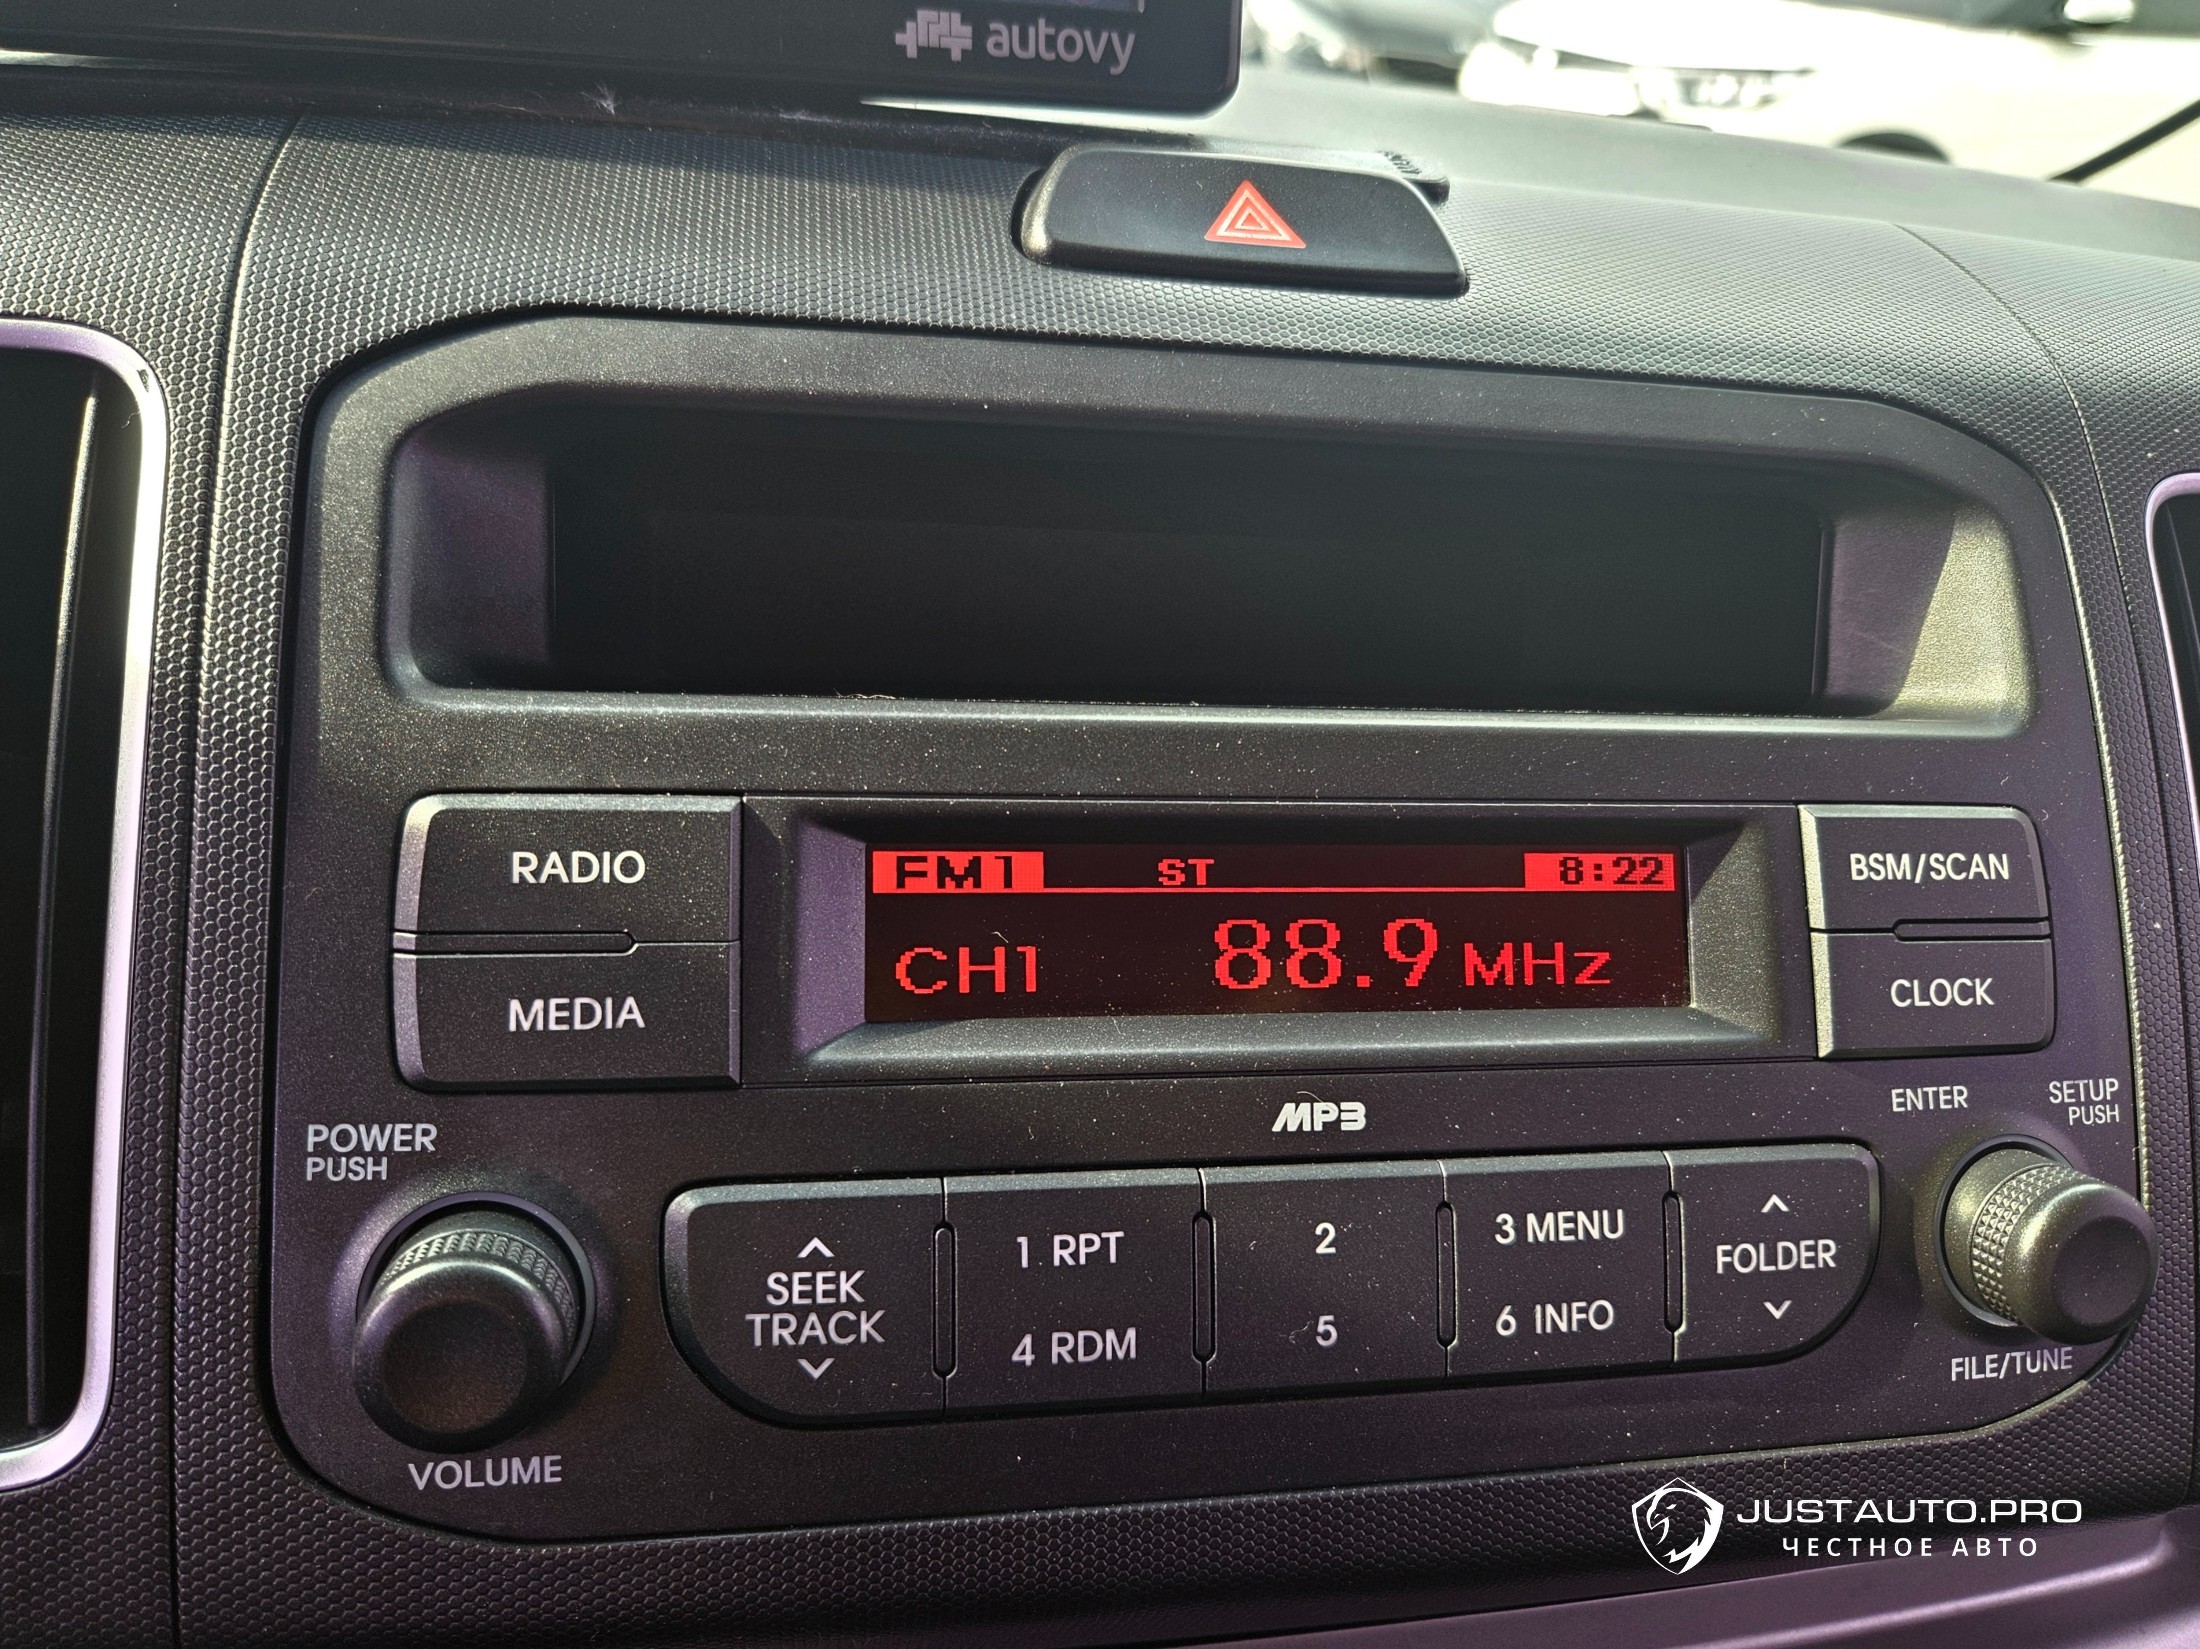 autovy
RADIO
MEDIA
FM1 ST 8:22
CH1 88.9 MHz
BSM/SCAN
CLOCK
MP3
POWER
PUSH
VOLUME
SEEK
TRACK
1 RPT
4 RDM
2
5
3 MENU
6 INFO
FOLDER
ENTER
SETUP
PUSH
FILE/TUNE
JUSTAUTO.PRO
ЧЕСТНОЕ АВТО